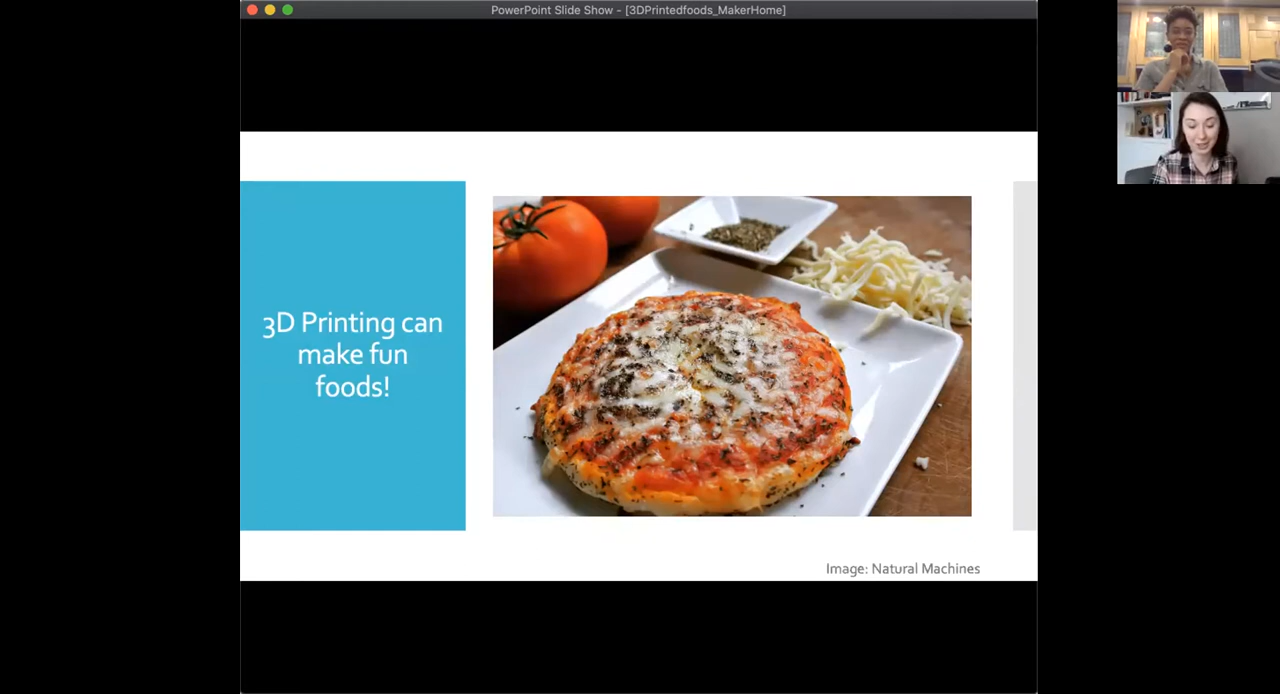 PowerPoint Slide Show - [3DPrintedfoods_MakerHome]
3D Printing can
make fun
foods!
Image: Natural Machines